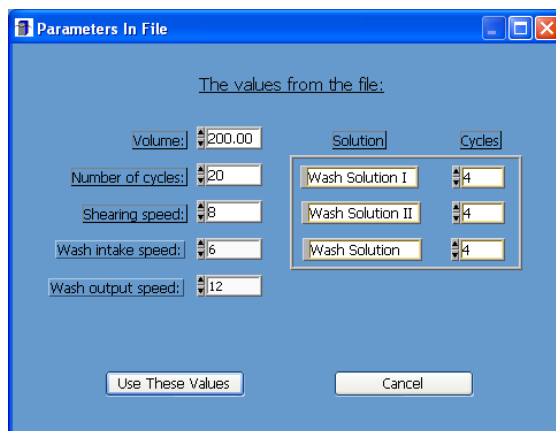 Parameters In File
The values from the file:
Volume: 200.00
Number of cycles: 20
Shearing speed: 8
Wash intake speed: 6
Wash output speed: 12
Solution Cycles
Wash Solution I 4
Wash Solution II 4
Wash Solution 4
Use These Values Cancel